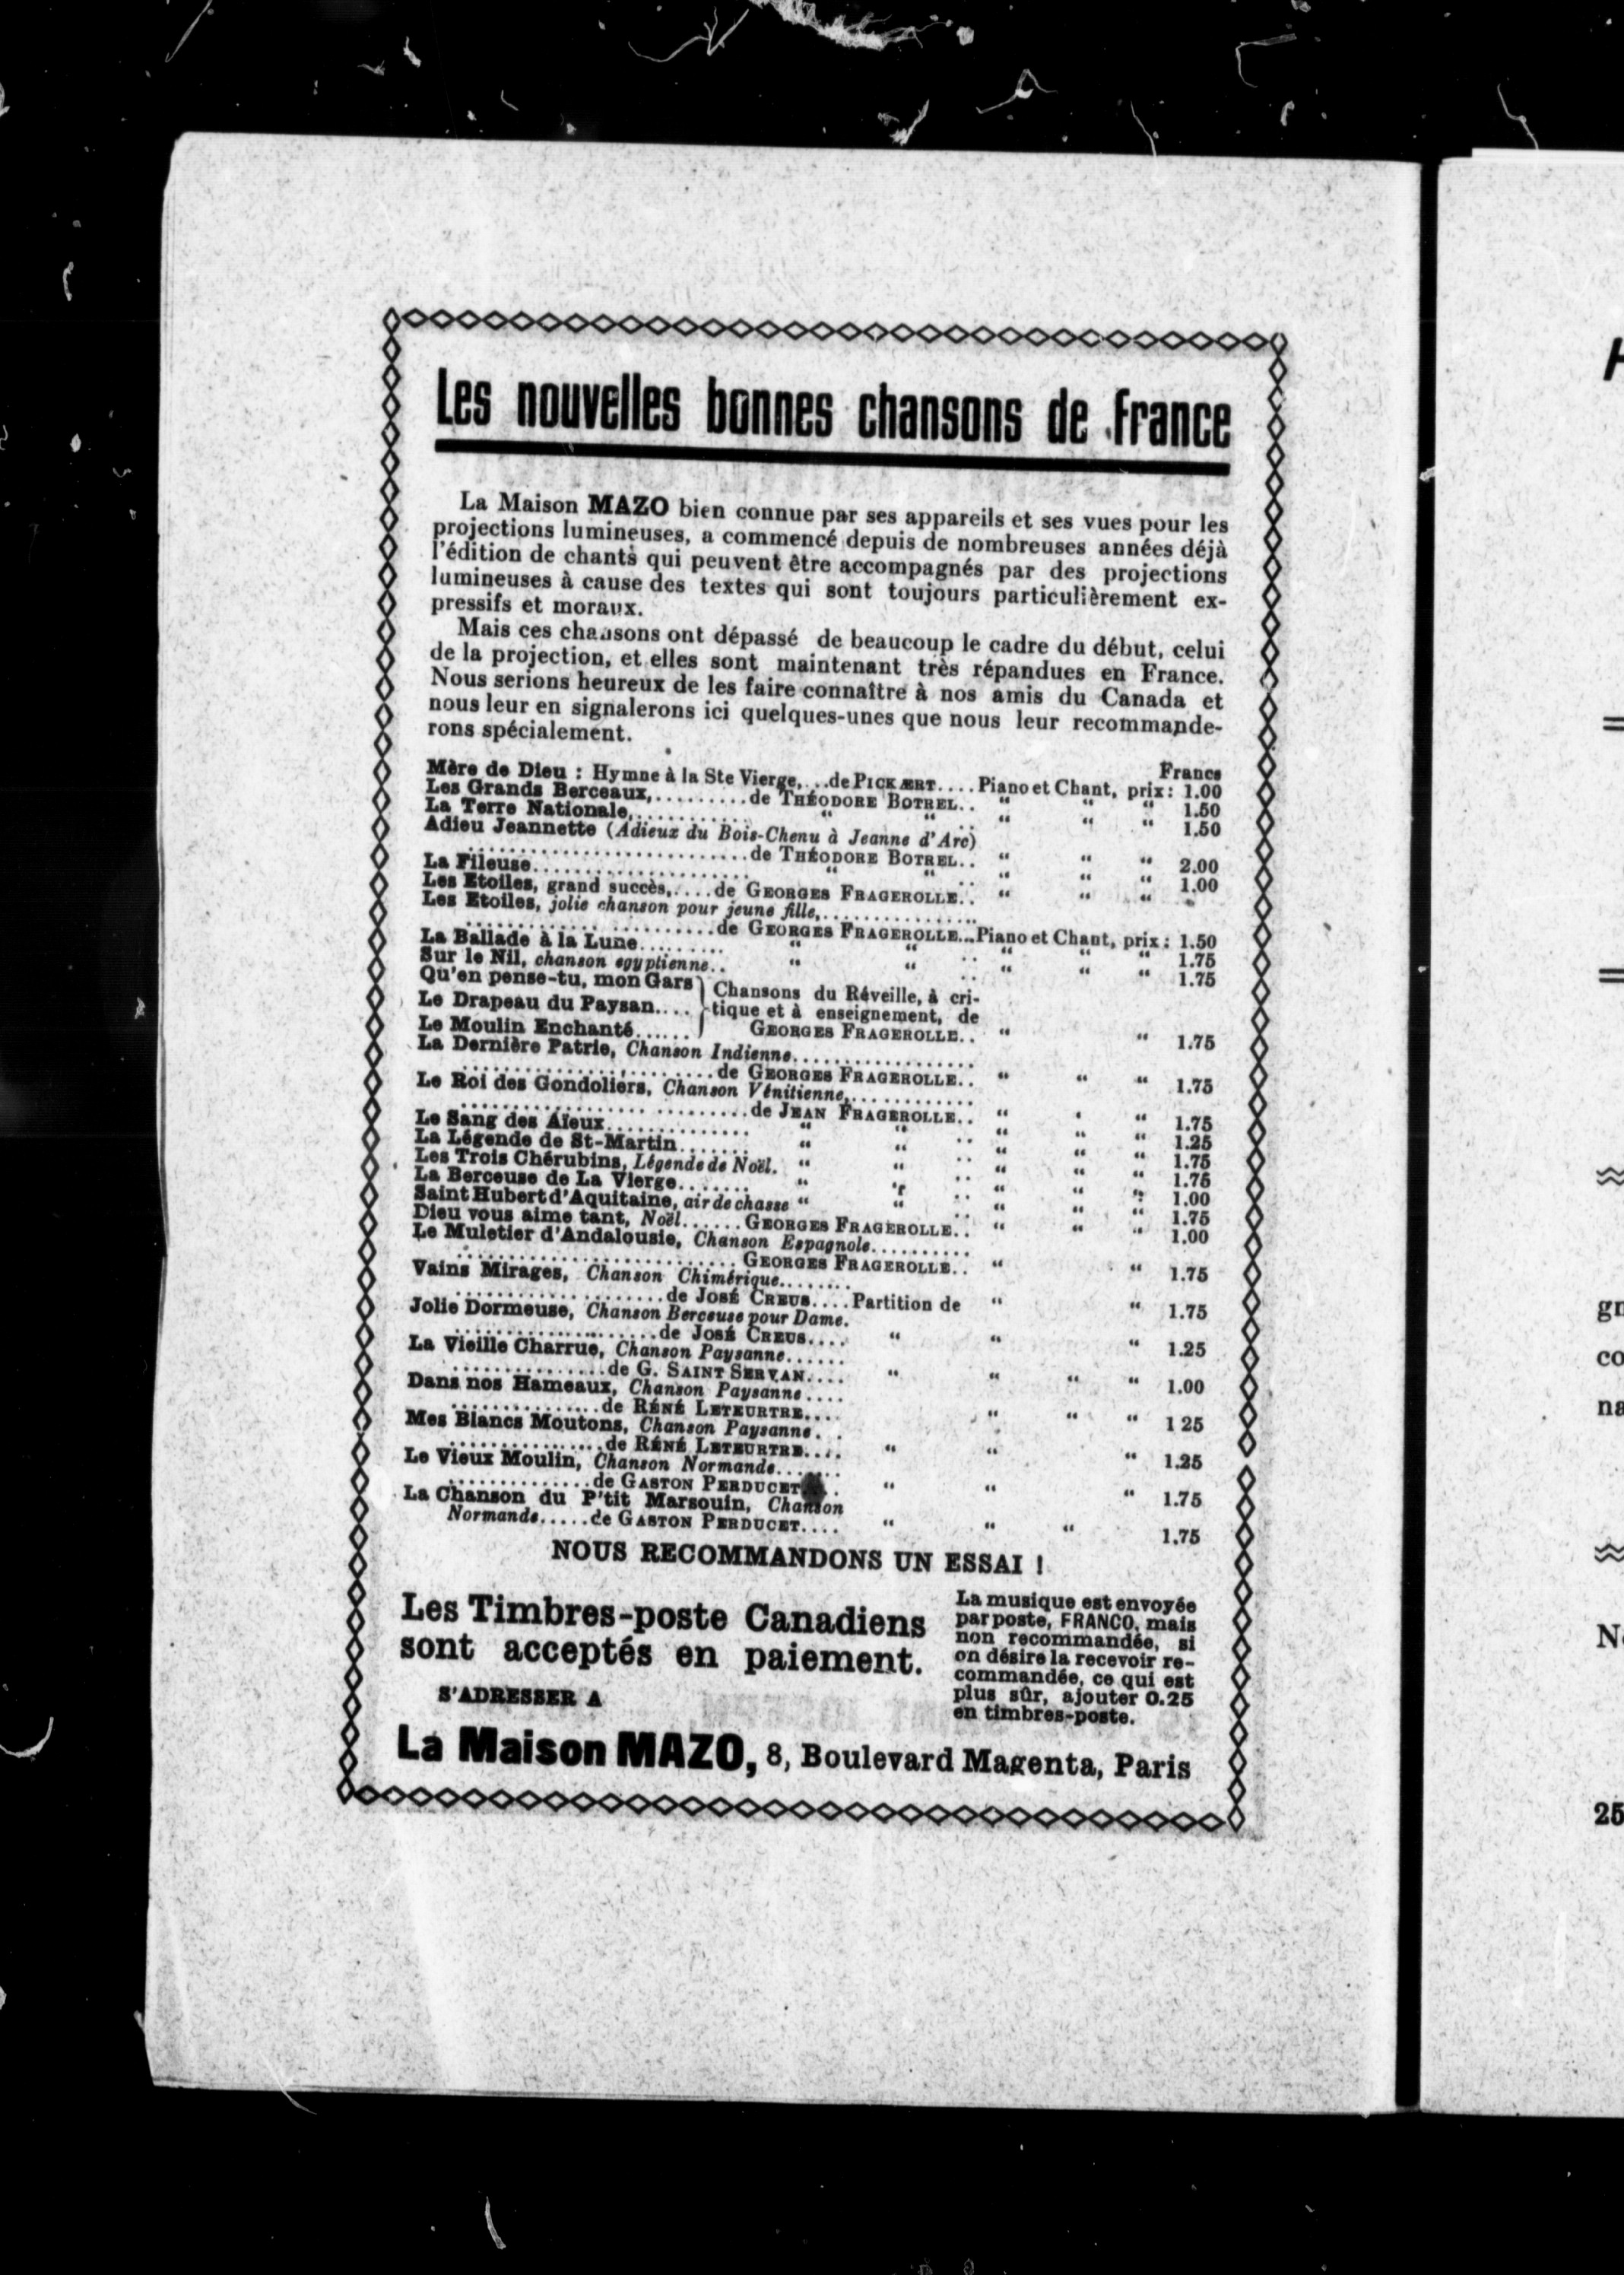 Les nouvelles bonnes chansons de France
La Maison MAZO bien connue par ses appareils et ses vues pour les
projections lumineuses, a commencé depuis de nombreuses années déjà
l'édition de chants qui peuvent être accompagnés par des projections
lumineuses à cause des textes qui sont toujours particulièrement ex-
pressifs et moraux.
Mais ces chansons ont dépassé de beaucoup le cadre du début, celui
de la projection, et elles sont maintenant très répandues en France.
Nous serions heureux de les faire connaître à nos amis du Canada et
nous leur en signalerons ici quelques-unes que nous leur recommande-
rons spécialement.
Francs
Mère de Dieu : Hymne à la Ste Vierge,...de PICKÆRT....Piano et Chant, prix: 1.00
Les Grands Berceaux,.........de THÉODORE BOTREL.. " " " 1.50
La Terre Nationale,............ " " .. " " " 1.50
Adieu Jeannette (Adieux du Bois-Chenu à Jeanne d'Arc)
............................de THÉODORE BOTREL.. " " " 2.00
La Fileuse...................... " " .. " " " 1.00
Les Etoiles, grand succès,....de GEORGES FRAGEROLLE.. " " "
Les Etoiles, jolie chanson pour jeune fille,................
.........................de GEORGES FRAGEROLLE...Piano et Chant, prix: 1.50
La Ballade à la Lune......... " " .. " " " 1.75
Sur le Nil, chanson egyptienne.. " " .. " " " 1.75
Qu'en pense-tu, mon Gars } Chansons du Réveille, à cri-
Le Drapeau du Paysan.... } tique et à enseignement, de
Le Moulin Enchanté...... } GEORGES FRAGEROLLE.. " " 1.75
La Dernière Patrie, Chanson Indienne...................
..........................de GEORGES FRAGEROLLE.. " " " 1.75
Le Roi des Gondoliers, Chanson Vénitienne,.............
..............................de JEAN FRAGEROLLE.. " " " 1.75
Le Sang des Aïeux............... " " .. " " " 1.25
La Légende de St-Martin....... " " .. " " " 1.75
Les Trois Chérubins, Légende de Noël. " " .. " " " 1.75
La Berceuse de La Vierge....... " " .. " " " 1.00
Saint Hubert d'Aquitaine, air de chasse " " .. " " " 1.75
Dieu vous aime tant, Noël......GEORGES FRAGEROLLE.. " " " 1.00
Le Muletier d'Andalousie, Chanson Espagnole..........
.............................GEORGES FRAGEROLLE.. " " 1.75
Vains Mirages, Chanson Chimérique........
......................de JOSÉ CREUS....Partition de " " 1.75
Jolie Dormeuse, Chanson Berceuse pour Dame.
.....................de JOSÉ CREUS.... " " " 1.25
La Vieille Charrue, Chanson Paysanne......
................de G. SAINT SERVAN.... " " " " 1.00
Dans nos Hameaux, Chanson Paysanne....
................de RÉNÉ LETEURTRE.... " " " 1 25
Mes Blancs Moutons, Chanson Paysanne...
.................de RÉNÉ LETEURTRE.... " " " 1.25
Le Vieux Moulin, Chanson Normande.......
...............de GASTON PERDUCET.. " " " 1.75
La Chanson du P'tit Marsouin, Chanson
Normande.....de GASTON PERDUCET.... " " " 1.75
NOUS RECOMMANDONS UN ESSAI !
Les Timbres-poste Canadiens
sont acceptés en paiement.
S'ADRESSER A
La musique est envoyée
par poste, FRANCO, mais
non recommandée, si
on désire la recevoir re-
commandée, ce qui est
plus sûr, ajouter 0.25
en timbres-poste.
La Maison MAZO, 8, Boulevard Magenta, Paris
gn
co
na
25